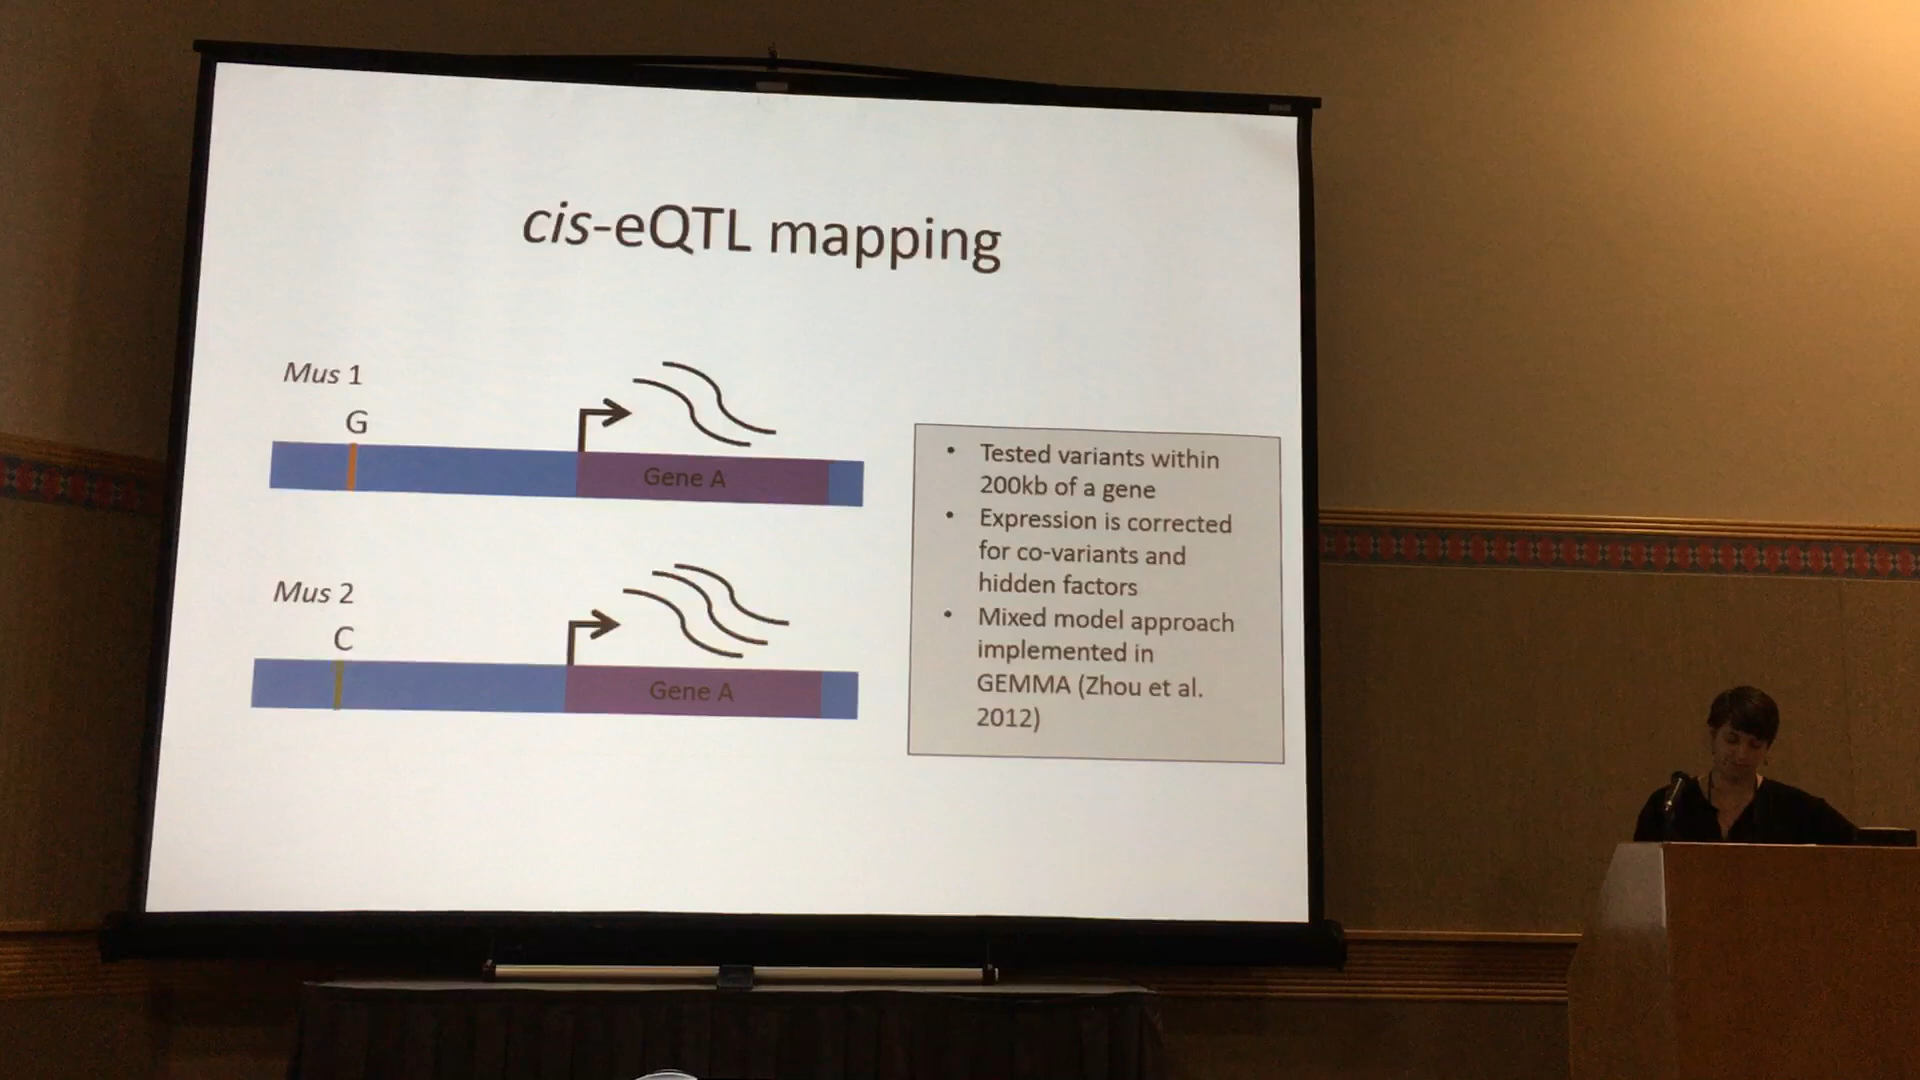 cis-eQTL mapping
Mus 1
G
Gene A
Mus 2
C
Gene A
• Tested variants within
200kb of a gene
• Expression is corrected
for co-variants and
hidden factors
• Mixed model approach
implemented in
GEMMA (Zhou et al.
2012)